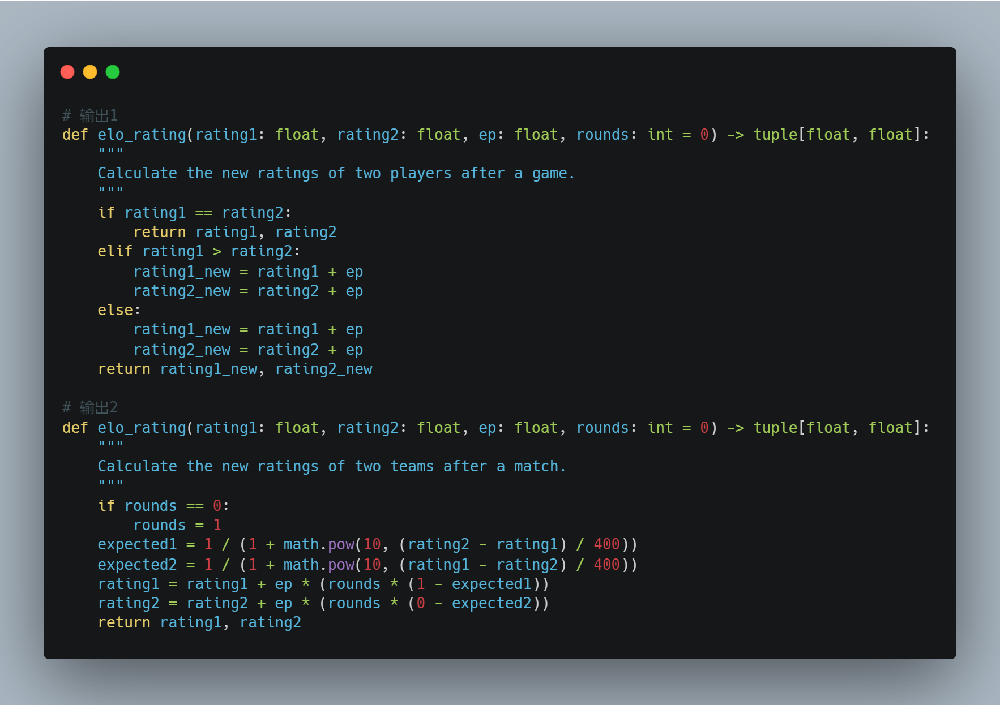 # 输出1
def elo_rating(rating1: float, rating2: float, ep: float, rounds: int = 0) -> tuple[float, float]:
    """
    Calculate the new ratings of two players after a game.
    """
    if rating1 == rating2:
        return rating1, rating2
    elif rating1 > rating2:
        rating1_new = rating1 + ep
        rating2_new = rating2 + ep
    else:
        rating1_new = rating1 + ep
        rating2_new = rating2 + ep
    return rating1_new, rating2_new

# 输出2
def elo_rating(rating1: float, rating2: float, ep: float, rounds: int = 0) -> tuple[float, float]:
    """
    Calculate the new ratings of two teams after a match.
    """
    if rounds == 0:
        rounds = 1
    expected1 = 1 / (1 + math.pow(10, (rating2 - rating1) / 400))
    expected2 = 1 / (1 + math.pow(10, (rating1 - rating2) / 400))
    rating1 = rating1 + ep * (rounds * (1 - expected1))
    rating2 = rating2 + ep * (rounds * (0 - expected2))
    return rating1, rating2